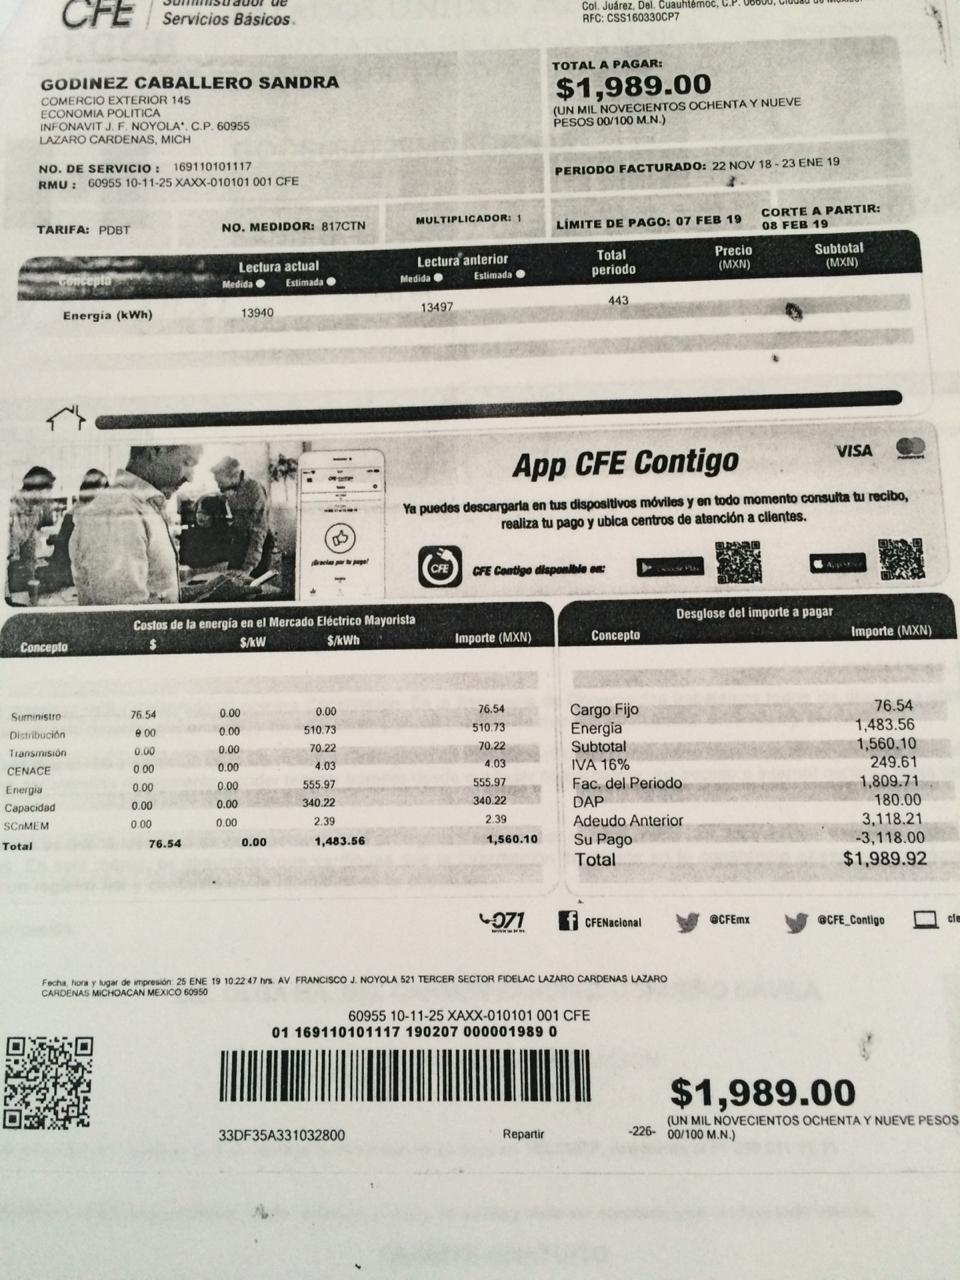 CFE
Suministrador de
Servicios Básicos.
Col. Juárez, Del. Cuauhtémoc, C.P. 06600, Ciudad de México.
RFC: CSS160330CP7
GODINEZ CABALLERO SANDRA
COMERCIO EXTERIOR 145
ECONOMIA POLITICA
INFONAVIT J. F. NOYOLA*. C.P. 60955
LAZARO CARDENAS, MICH
TOTAL A PAGAR:
$1,989.00
(UN MIL NOVECIENTOS OCHENTA Y NUEVE
PESOS 00/100 M.N.)
NO. DE SERVICIO : 169110101117
RMU : 60955 10-11-25 XAXX-010101 001 CFE
PERIODO FACTURADO: 22 NOV 18 - 23 ENE 19
TARIFA: PDBT NO. MEDIDOR: 817CTN MULTIPLICADOR: 1 LÍMITE DE PAGO: 07 FEB 19 CORTE A PARTIR:
08 FEB 19
Concepto Lectura actual Lectura anterior Total periodo Precio (MXN) Subtotal (MXN)
Medida Estimada Medida Estimada
Energía (kWh) 13940 13497 443
App CFE Contigo
VISA
mastercard
Ya puedes descargarla en tus dispositivos móviles y en todo momento consulta tu recibo,
realiza tu pago y ubica centros de atención a clientes.
¡Gracias por tu pago!
CFE
CFE Contigo disponible en:
Google Play
App Store
Costos de la energía en el Mercado Eléctrico Mayorista
Concepto $ $/kW $/kWh Importe (MXN)
Suministro 76.54 0.00 0.00 76.54
Distribución 0.00 0.00 510.73 510.73
Transmisión 0.00 0.00 70.22 70.22
CENACE 0.00 0.00 4.03 4.03
Energía 0.00 0.00 555.97 555.97
Capacidad 0.00 0.00 340.22 340.22
SCnMEM 0.00 0.00 2.39 2.39
Total 76.54 0.00 1,483.56 1,560.10
Desglose del importe a pagar
Concepto Importe (MXN)
Cargo Fijo 76.54
Energía 1,483.56
Subtotal 1,560.10
IVA 16% 249.61
Fac. del Periodo 1,809.71
DAP 180.00
Adeudo Anterior 3,118.21
Su Pago -3,118.00
Total $1,989.92
071 CFENacional @CFEmx @CFE_Contigo
Fecha, hora y lugar de impresión: 25 ENE 19 10:22:47 hrs. AV. FRANCISCO J. NOYOLA 521 TERCER SECTOR FIDELAC LAZARO CARDENAS LAZARO
CARDENAS MICHOACAN MEXICO 60950
60955 10-11-25 XAXX-010101 001 CFE
01 169110101117 190207 000001989 0
33DF35A331032800 Repartir -226-
$1,989.00
(UN MIL NOVECIENTOS OCHENTA Y NUEVE PESOS
00/100 M.N.)